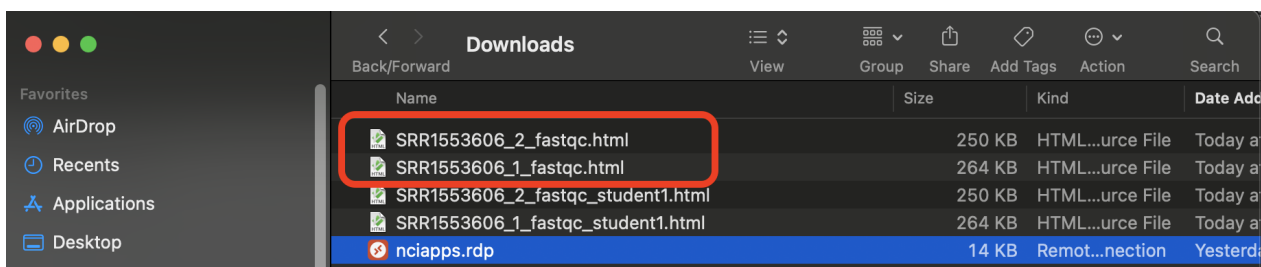 Downloads
Back/Forward View Group Share Add Tags Action Search
Favorites
Name Size Kind Date Add
AirDrop
SRR1553606_2_fastqc.html 250 KB HTML...urce File Today a
Recents
SRR1553606_1_fastqc.html 264 KB HTML...urce File Today a
Applications
SRR1553606_2_fastqc_student1.html 250 KB HTML...urce File Today a
SRR1553606_1_fastqc_student1.html 264 KB HTML...urce File Today a
Desktop
nciapps.rdp 14 KB Remot...nection Yesterda